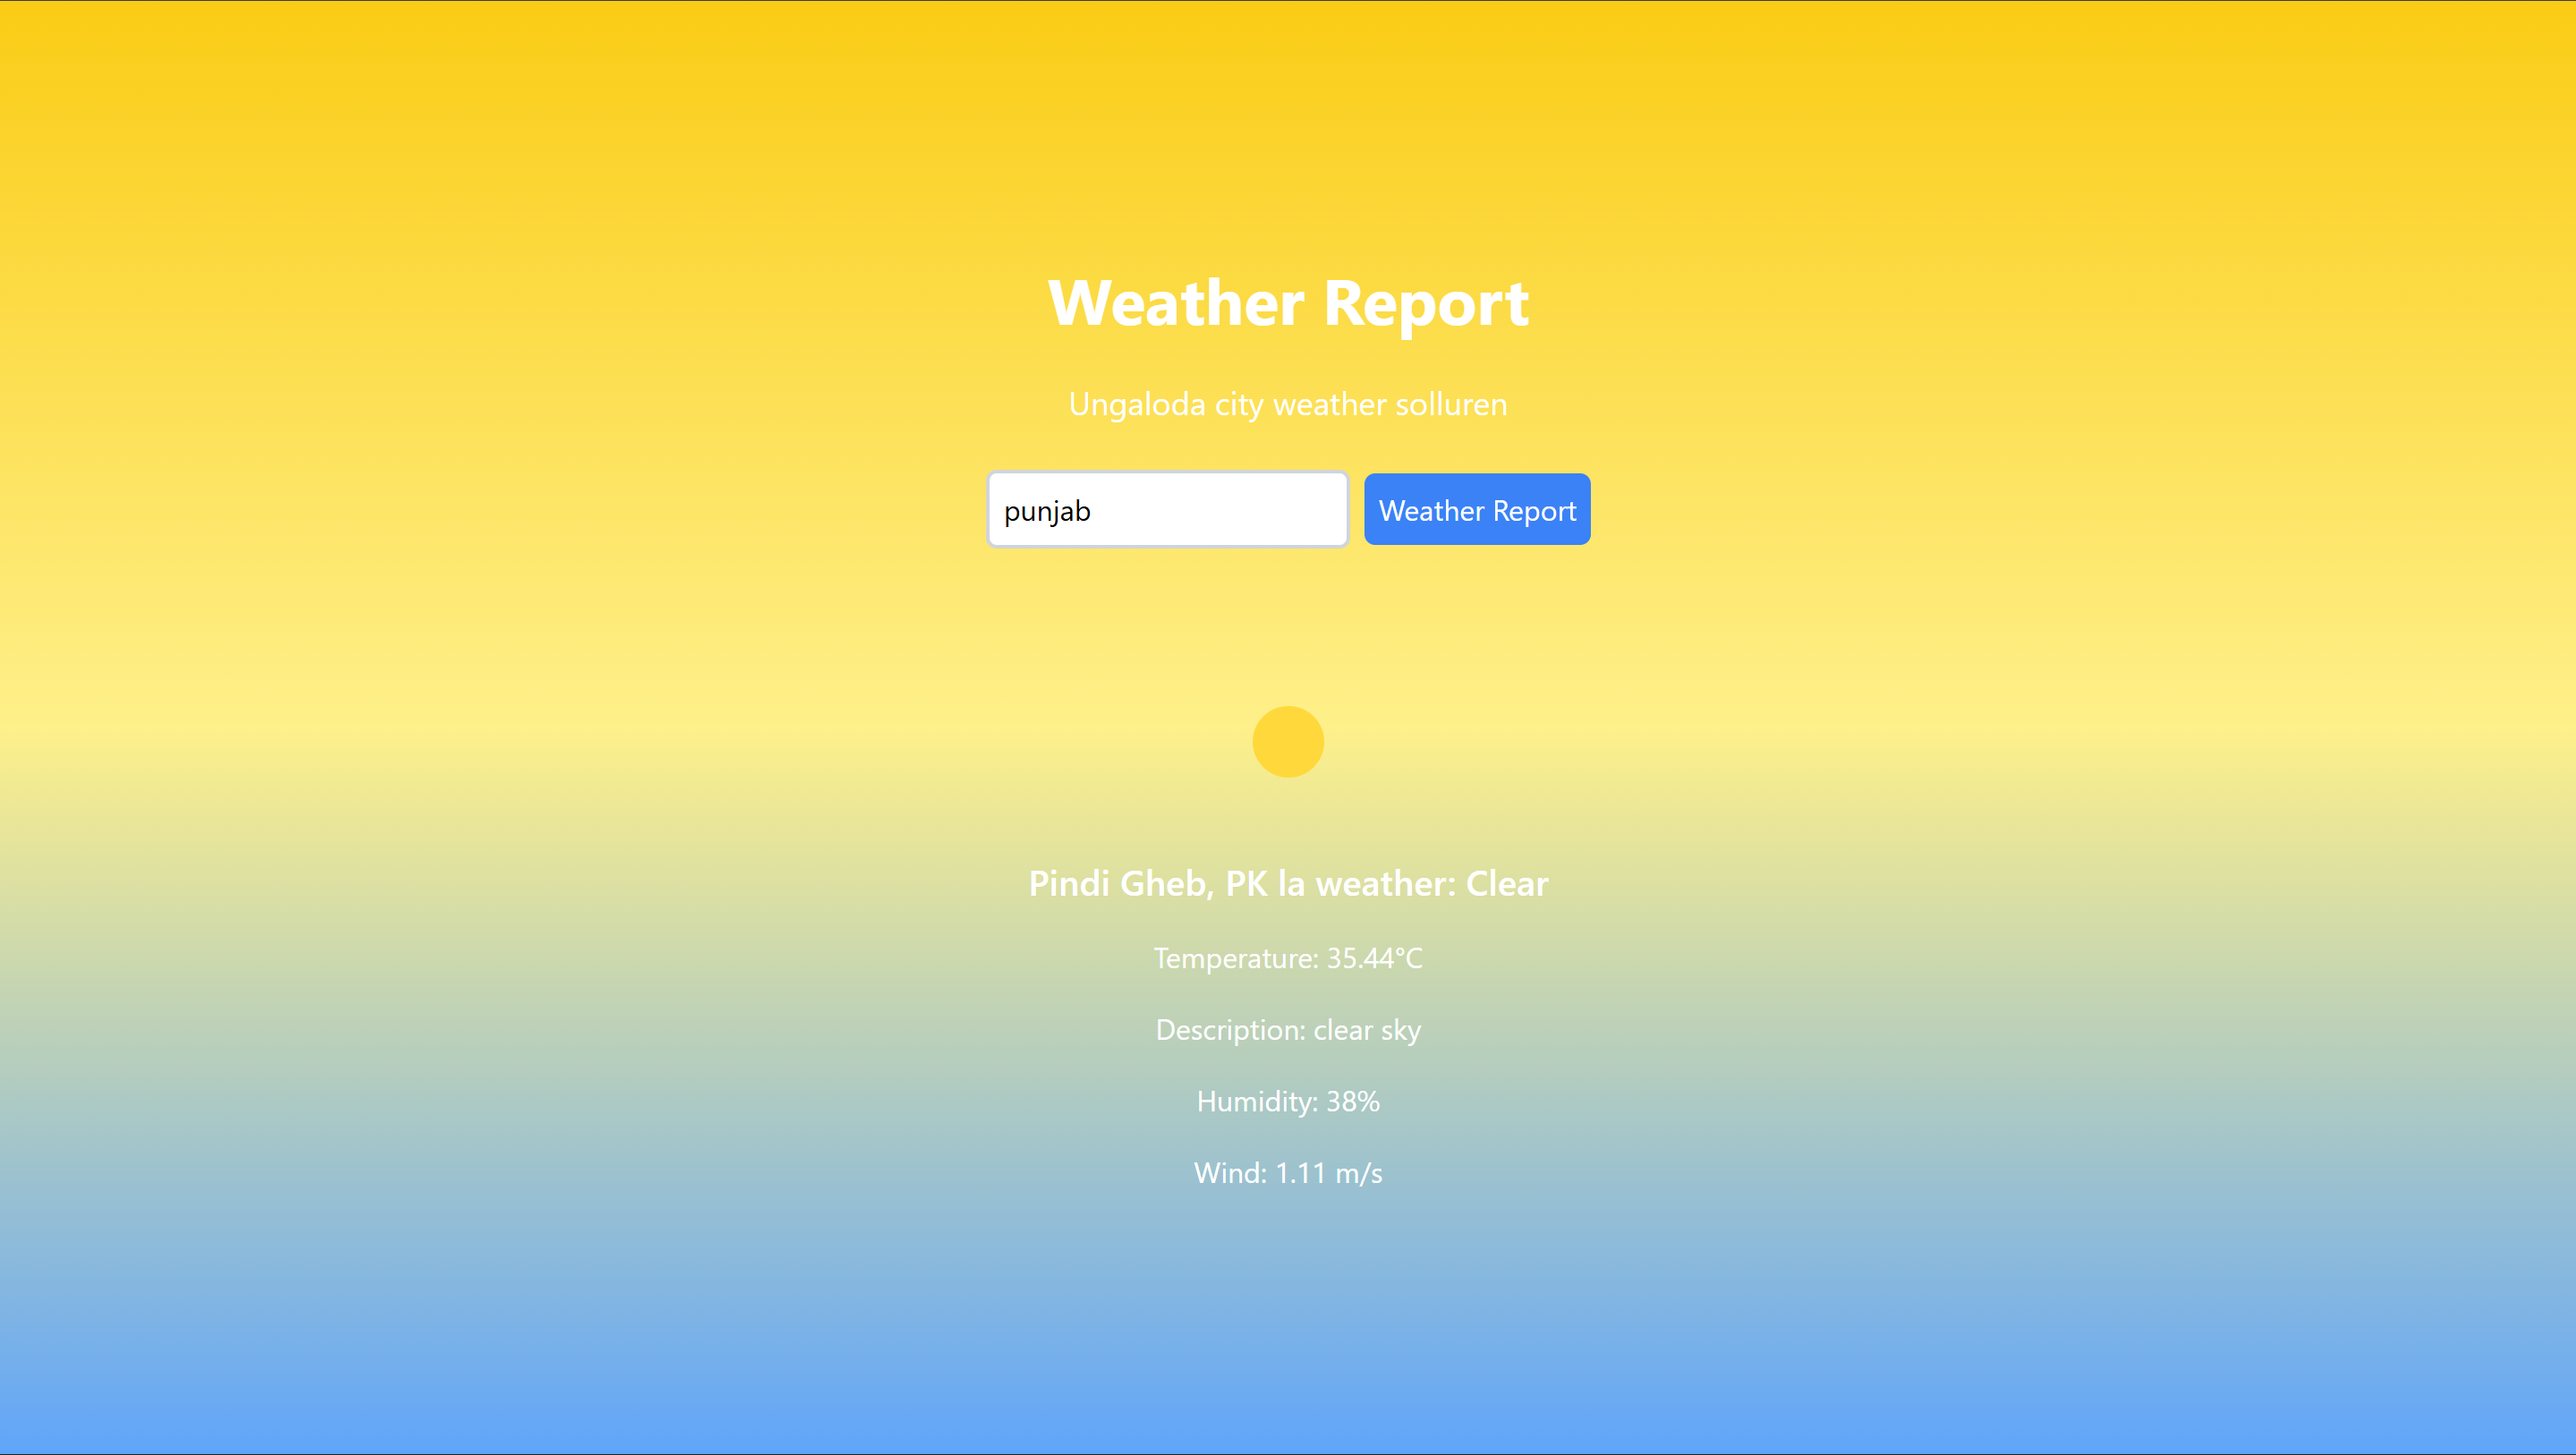 Weather Report
Ungaloda city weather solluren
punjab
Weather Report
Pindi Gheb, PK la weather: Clear
Temperature: 35.44°C
Description: clear sky
Humidity: 38%
Wind: 1.11 m/s